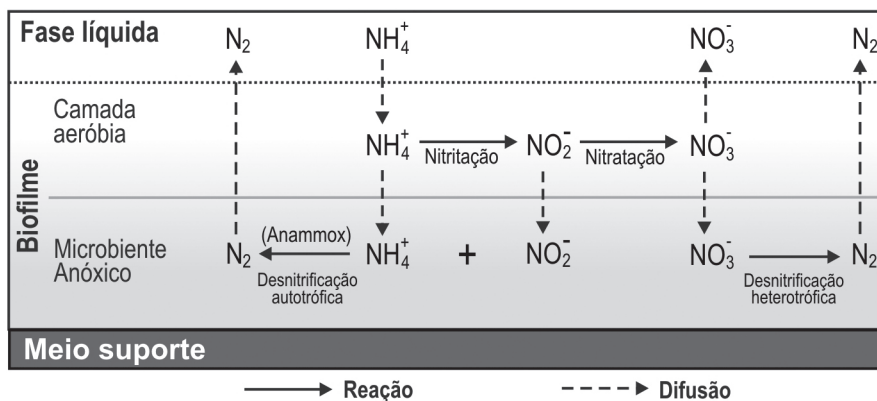 Fase líquida N₂ NH₄⁺ NO₃⁻ N₂
Camada
aeróbia
NH₄⁺ NO₂⁻ NO₃⁻
Nitritação Nitratação
Biofilme
Microbiente
Anóxico
(Anammox)
N₂ NH₄⁺ + NO₂⁻ NO₃⁻ N₂
Desnitrificação
autotrófica
Desnitrificação
heterotrófica
Meio suporte
Reação Difusão